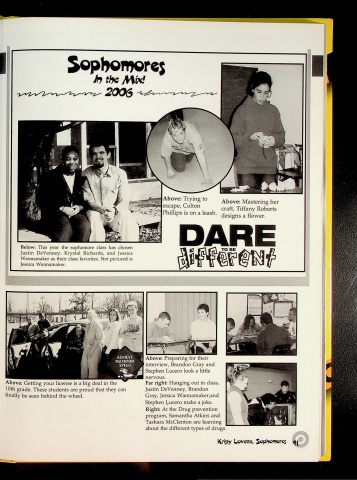 Sophomores
in the Mix!
2006
Above: Trying to
escape, Colton
Phillips is on a leash.
Above: Mastering her
craft, Tiffany Roberts
designs a flower.
Below: This year the sophomore class has chosen
Justin DeVenney, Krystal Richards, and Jessica
Wannamaker as their class favorites. Not pictured is
Jessica Wannamaker.
DARE
TO BE
different
Above: Getting your license is a big deal in the
10th grade. These students are proud that they can
finally be seen behind the wheel.
Above: Preparing for their
interview, Brandon Gray and
Stephen Lucero look a little
nervous.
Far right: Hanging out in class,
Justin DeVenney, Brandon
Gray, Jessica Wannamaker,and
Stephen Lucero make a joke.
Right: At the Drug prevention
program, Samantha Atkins and
Tashara McClenton are learning
about the different types of drugs.
Kristy Lovette, Sophomores
41